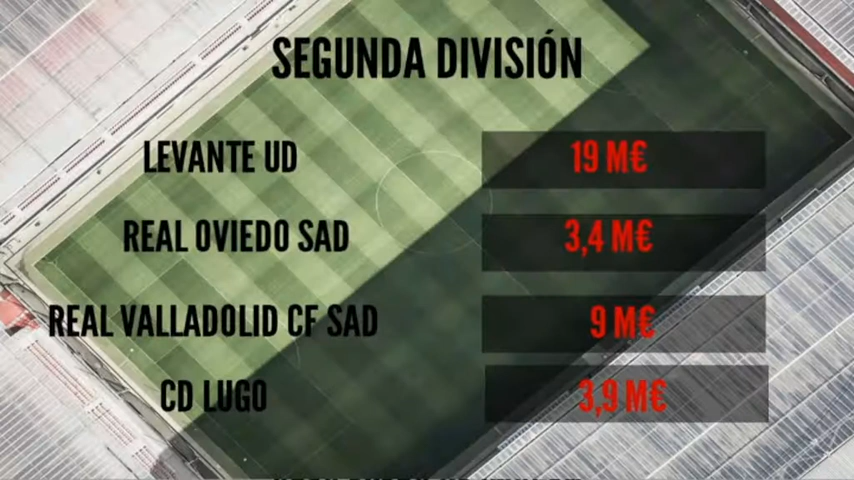 SEGUNDA DIVISIÓN
LEVANTE UD 19 M€
REAL OVIEDO SAD 3,4 M€
REAL VALLADOLID CF SAD 9 M€
CD LUGO 3,9 M€